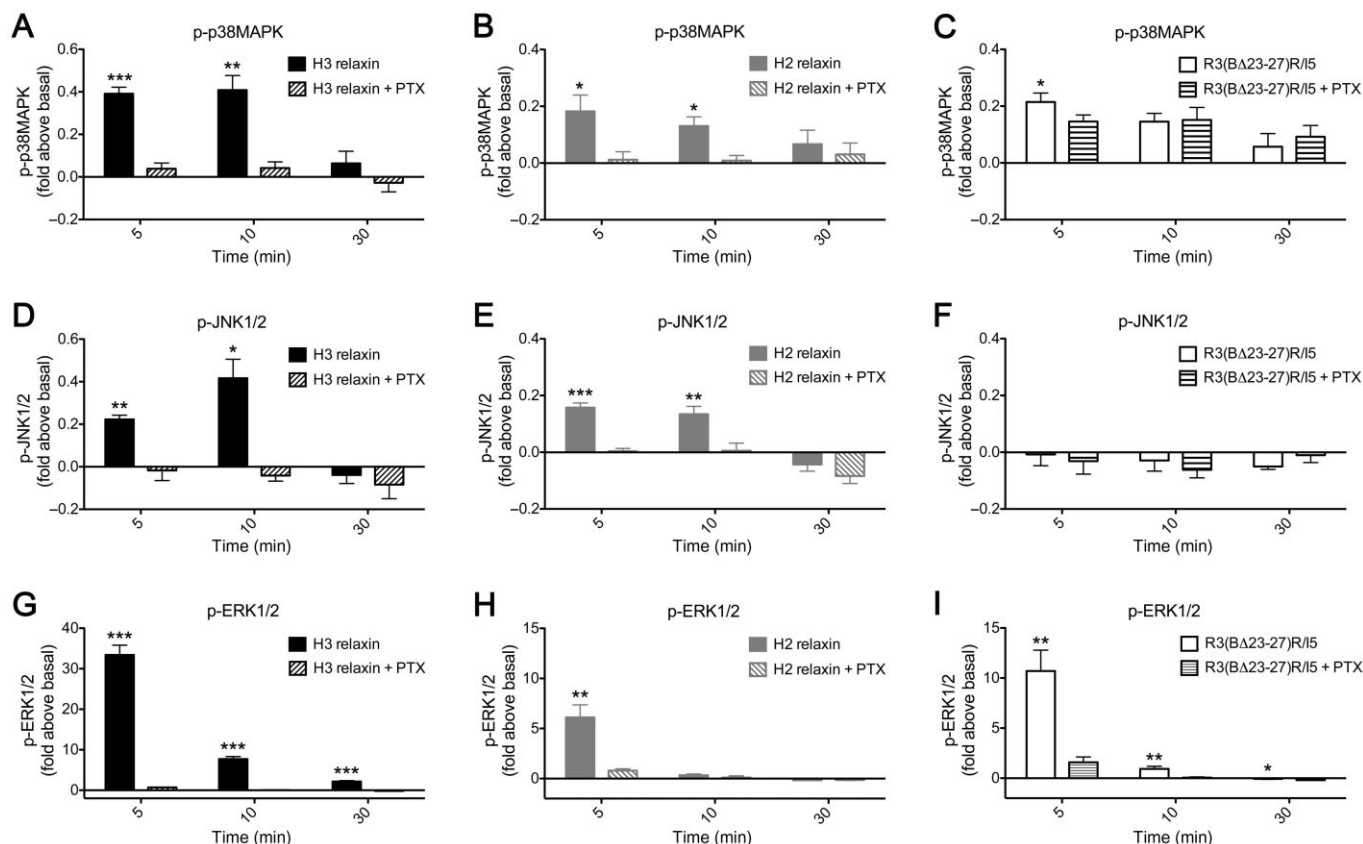 A
p-p38MAPK
p-p38MAPK
(fold above basal)
0.6
0.4
0.2
0.0
–0.2
***
**
H3 relaxin
H3 relaxin + PTX
5
10
30
Time (min)
B
p-p38MAPK
p-p38MAPK
(fold above basal)
0.4
0.2
0.0
–0.2
*
*
H2 relaxin
H2 relaxin + PTX
5
10
30
Time (min)
C
p-p38MAPK
p-p38MAPK
(fold above basal)
0.4
0.2
0.0
–0.2
*
R3(BΔ23-27)R/I5
R3(BΔ23-27)R/I5 + PTX
5
10
30
Time (min)
D
p-JNK1/2
p-JNK1/2
(fold above basal)
0.6
0.4
0.2
0.0
–0.2
**
*
H3 relaxin
H3 relaxin + PTX
5
10
30
Time (min)
E
p-JNK1/2
p-JNK1/2
(fold above basal)
0.4
0.2
0.0
–0.2
***
**
H2 relaxin
H2 relaxin + PTX
5
10
30
Time (min)
F
p-JNK1/2
p-JNK1/2
(fold above basal)
0.4
0.2
0.0
–0.2
R3(BΔ23-27)R/I5
R3(BΔ23-27)R/I5 + PTX
5
10
30
Time (min)
G
p-ERK1/2
p-ERK1/2
(fold above basal)
40
30
20
10
0
***
***
***
H3 relaxin
H3 relaxin + PTX
5
10
30
Time (min)
H
p-ERK1/2
p-ERK1/2
(fold above basal)
15
10
5
0
**
H2 relaxin
H2 relaxin + PTX
5
10
30
Time (min)
I
p-ERK1/2
p-ERK1/2
(fold above basal)
15
10
5
0
**
**
*
R3(BΔ23-27)R/I5
R3(BΔ23-27)R/I5 + PTX
5
10
30
Time (min)